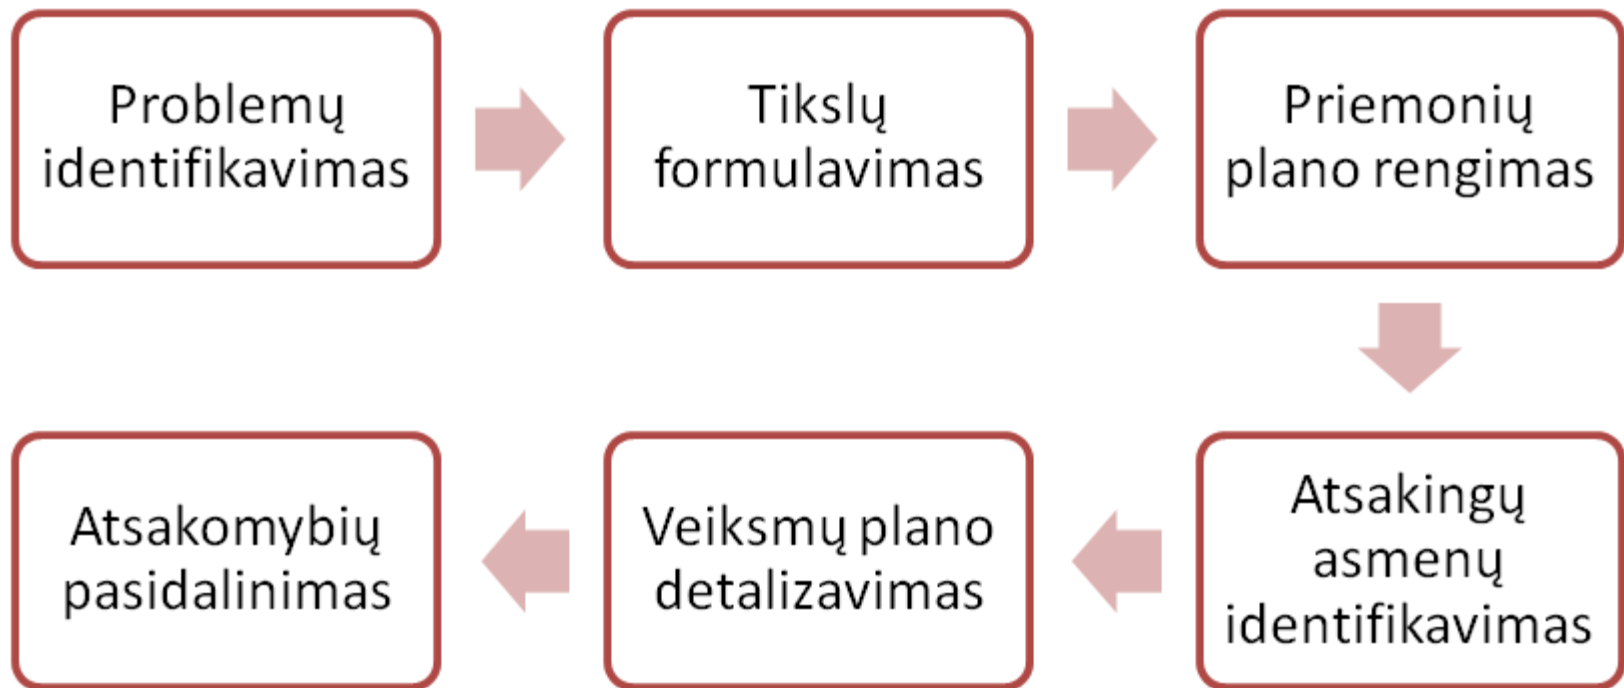 Problemų
identifikavimas
Tikslų
formulavimas
Priemonių
plano rengimas
Atsakingų
asmenų
identifikavimas
Veiksmų plano
detalizavimas
Atsakomybių
pasidalinimas